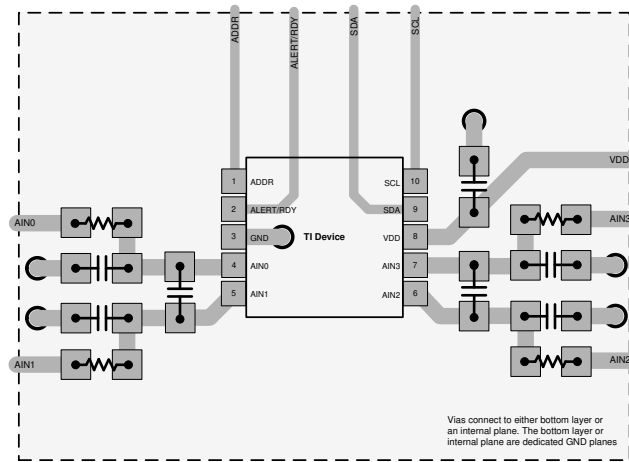 ADDR
ALERT/RDY
SDA
SCL
VDD
1 ADDR
SCL 10
2 ALERT/RDY
SDA 9
3 GND
TI Device
VDD 8
4 AIN0
AIN3 7
5 AIN1
AIN2 6
AIN0
AIN3
AIN1
AIN2
Vias connect to either bottom layer or
an internal plane. The bottom layer or
internal plane are dedicated GND planes